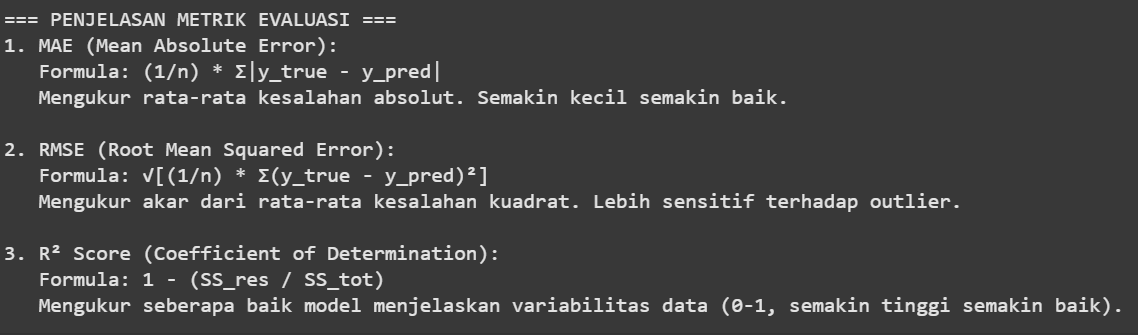 === PENJELASAN METRIK EVALUASI ===
1. MAE (Mean Absolute Error):
   Formula: (1/n) * Σ|y_true - y_pred|
   Mengukur rata-rata kesalahan absolut. Semakin kecil semakin baik.

2. RMSE (Root Mean Squared Error):
   Formula: √[(1/n) * Σ(y_true - y_pred)²]
   Mengukur akar dari rata-rata kesalahan kuadrat. Lebih sensitif terhadap outlier.

3. R² Score (Coefficient of Determination):
   Formula: 1 - (SS_res / SS_tot)
   Mengukur seberapa baik model menjelaskan variabilitas data (0-1, semakin tinggi semakin baik).